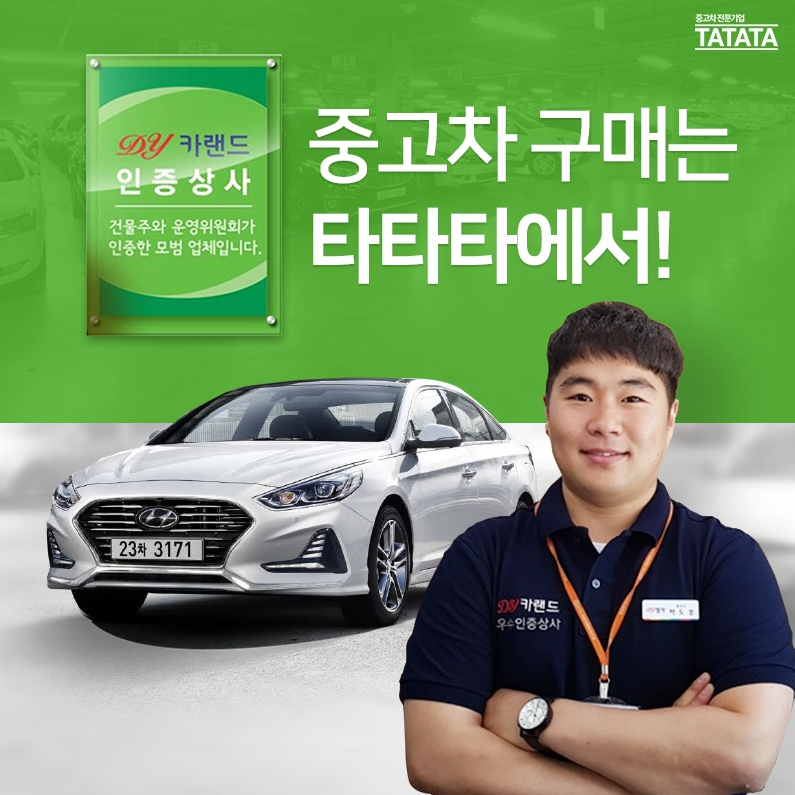 중고차 전문기업
TATATA
DY 카랜드
인증상사
건물주와 운영위원회가
인증한 모범 업체입니다.
중고차 구매는
타타타에서!
23차 3171
DY 카랜드
우수인증상사